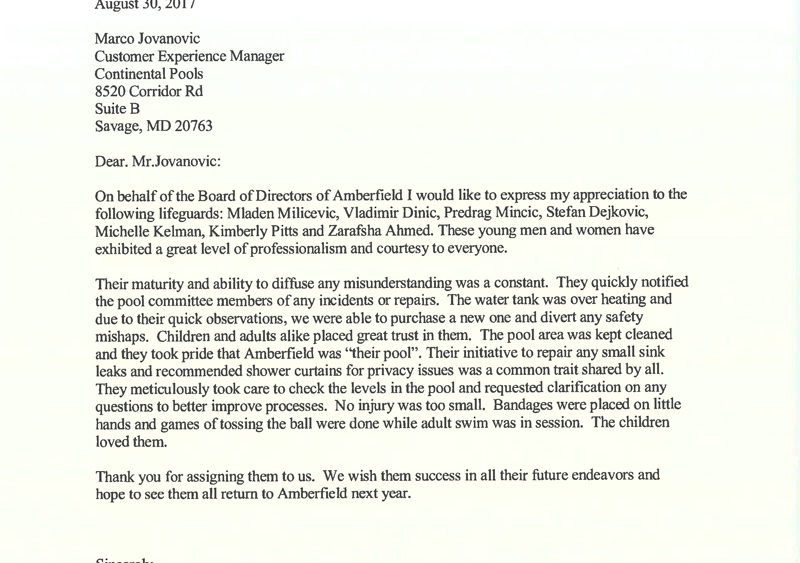 August 30, 2017
Marco Jovanovic
Customer Experience Manager
Continental Pools
8520 Corridor Rd
Suite B
Savage, MD 20763
Dear. Mr.Jovanovic:
On behalf of the Board of Directors of Amberfield I would like to express my appreciation to the
following lifeguards: Mladen Milicevic, Vladimir Dinic, Predrag Mincic, Stefan Dejkovic,
Michelle Kelman, Kimberly Pitts and Zarafsha Ahmed. These young men and women have
exhibited a great level of professionalism and courtesy to everyone.
Their maturity and ability to diffuse any misunderstanding was a constant.  They quickly notified
the pool committee members of any incidents or repairs.  The water tank was over heating and
due to their quick observations, we were able to purchase a new one and divert any safety
mishaps.  Children and adults alike placed great trust in them.  The pool area was kept cleaned
and they took pride that Amberfield was “their pool”. Their initiative to repair any small sink
leaks and recommended shower curtains for privacy issues was a common trait shared by all.
They meticulously took care to check the levels in the pool and requested clarification on any
questions to better improve processes.  No injury was too small.  Bandages were placed on little
hands and games of tossing the ball were done while adult swim was in session.  The children
loved them.
Thank you for assigning them to us.  We wish them success in all their future endeavors and
hope to see them all return to Amberfield next year.